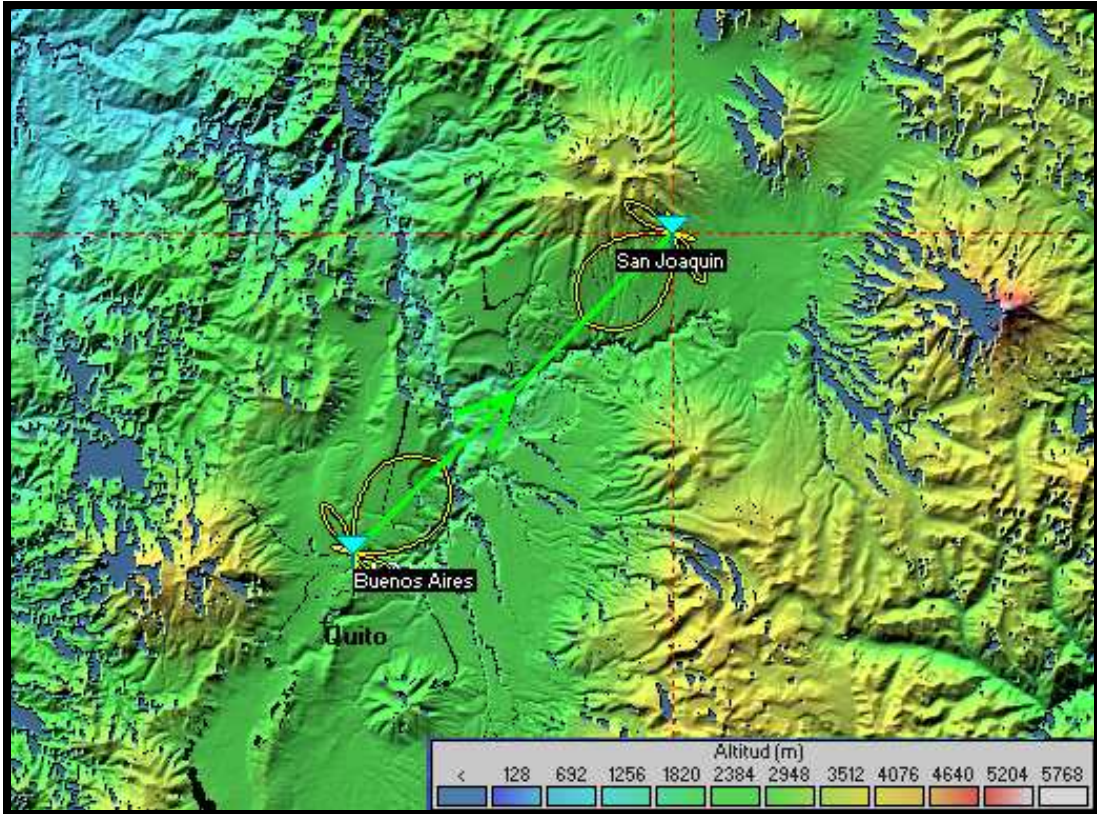 San Joaquin
Buenos Aires
Quito
Altitud (m)
< 128 692 1256 1820 2384 2948 3512 4076 4640 5204 5768